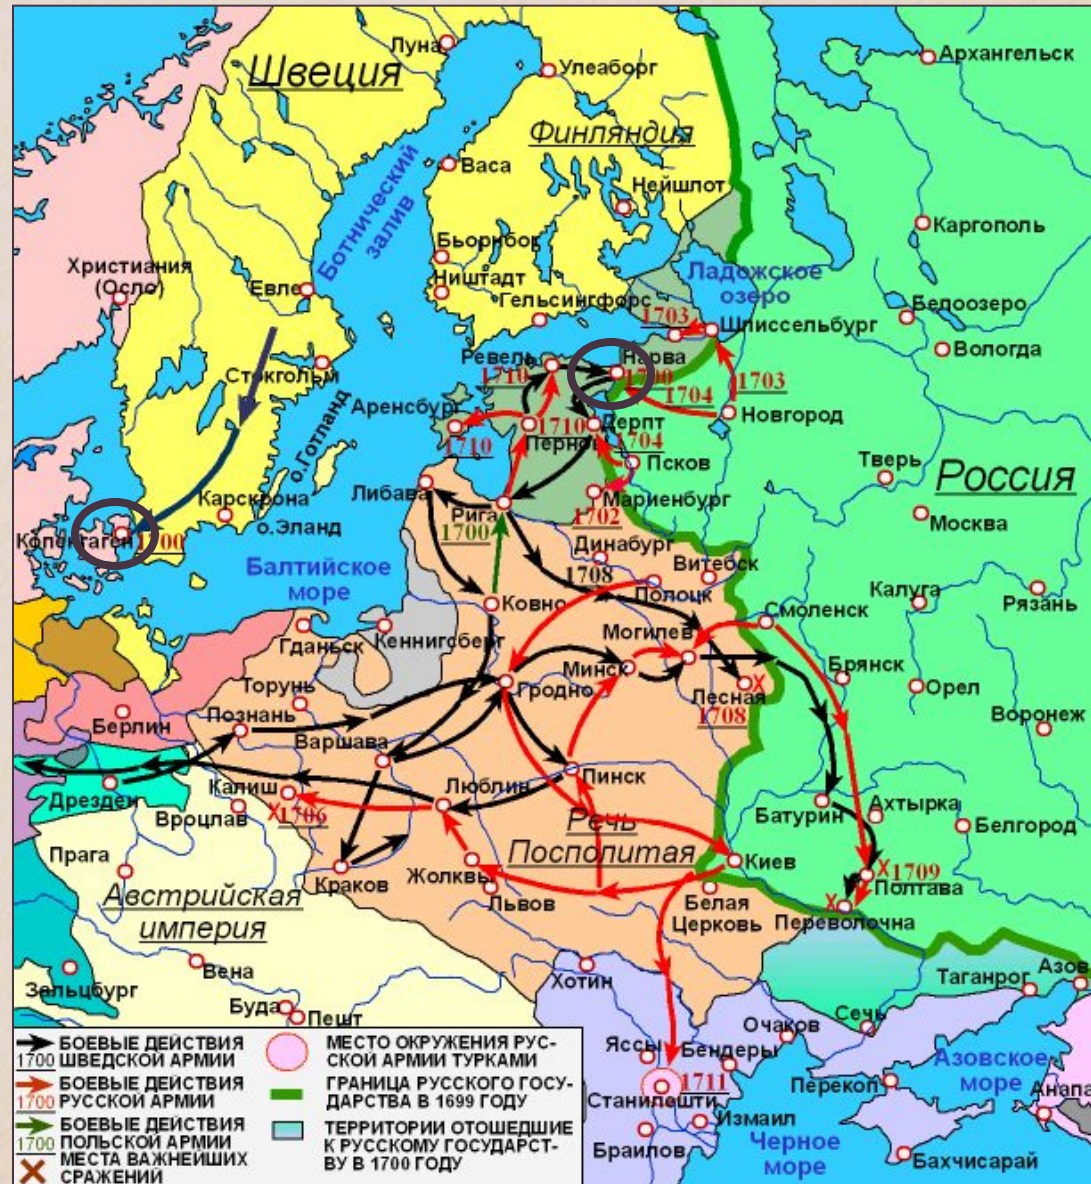 Луна
Швеция
Улеаборг
Архангельск
Финляндия
Васа
Ботнический
залив
Нейшлот
Каргополь
Бьорнбог
Христиания
(Осло)
Евле
Ништадт
Ладожское
озеро
Гельсингфорс
1703
Шлиссельбург
Белоозеро
Вологда
Стокгольм
Ревель
1710
Нарва
1700
1704
1703
Новгород
Аренсбург
1710
Пернов
1710
Дерпт
1704
Псков
о.Готланд
Тверь
Россия
Либава
Рига
1700
Мариенбург
1702
Москва
Карскрона
о.Эланд
Копенгаген
1700
Динабург
1708
Витебск
Полоцк
Балтийское
море
Ковно
Калуга
Рязань
Смоленск
Гданьск
Кеннигсберг
Могилев
Минск
Брянск
Торунь
Гродно
Лесная
1708
Орел
Берлин
Познань
Варшава
Воронеж
Дрезден
Калиш
1706
Люблин
Пинск
Вроцлав
Батурин
Ахтырка
Белгород
Речь
Посполитая
Прага
Краков
Жолквы
Львов
Киев
1709
Полтава
Белая
Церковь
Переволочна
Австрийская
империя
Вена
Хотин
Таганрог
Азов
Зальцбург
Буда
Пешт
Сечь
Очаков
Яссы
Бендеры
Азовское
море
Перекоп
Анапа
1711
Станилешти
Измаил
Браилов
Черное
море
Бахчисарай
БОЕВЫЕ ДЕЙСТВИЯ
1700 ШВЕДСКОЙ АРМИИ
БОЕВЫЕ ДЕЙСТВИЯ
1700 РУССКОЙ АРМИИ
БОЕВЫЕ ДЕЙСТВИЯ
1700 ПОЛЬСКОЙ АРМИИ
МЕСТА ВАЖНЕЙШИХ
СРАЖЕНИЙ
МЕСТО ОКРУЖЕНИЯ РУС-
СКОЙ АРМИИ ТУРКАМИ
ГРАНИЦА РУССКОГО ГОСУ-
ДАРСТВА В 1699 ГОДУ
ТЕРРИТОРИИ ОТОШЕДШИЕ
К РУССКОМУ ГОСУДАРСТ-
ВУ В 1700 ГОДУ